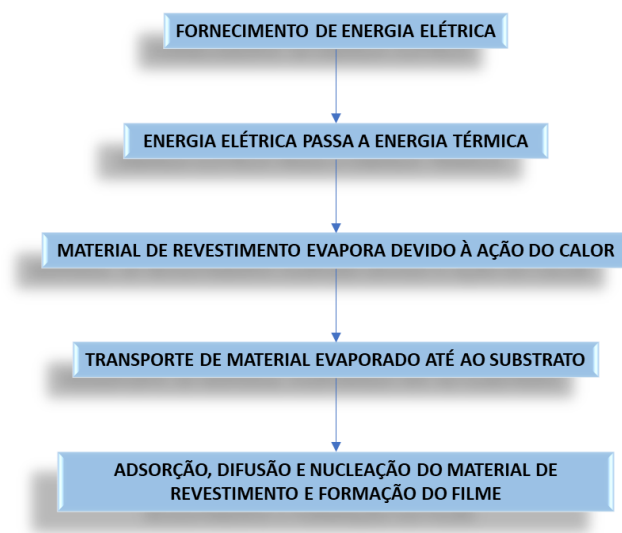 FORNECIMENTO DE ENERGIA ELÉTRICA
ENERGIA ELÉTRICA PASSA A ENERGIA TÉRMICA
MATERIAL DE REVESTIMENTO EVAPORA DEVIDO À AÇÃO DO CALOR
TRANSPORTE DE MATERIAL EVAPORADO ATÉ AO SUBSTRATO
ADSORÇÃO, DIFUSÃO E NUCLEAÇÃO DO MATERIAL DE
REVESTIMENTO E FORMAÇÃO DO FILME